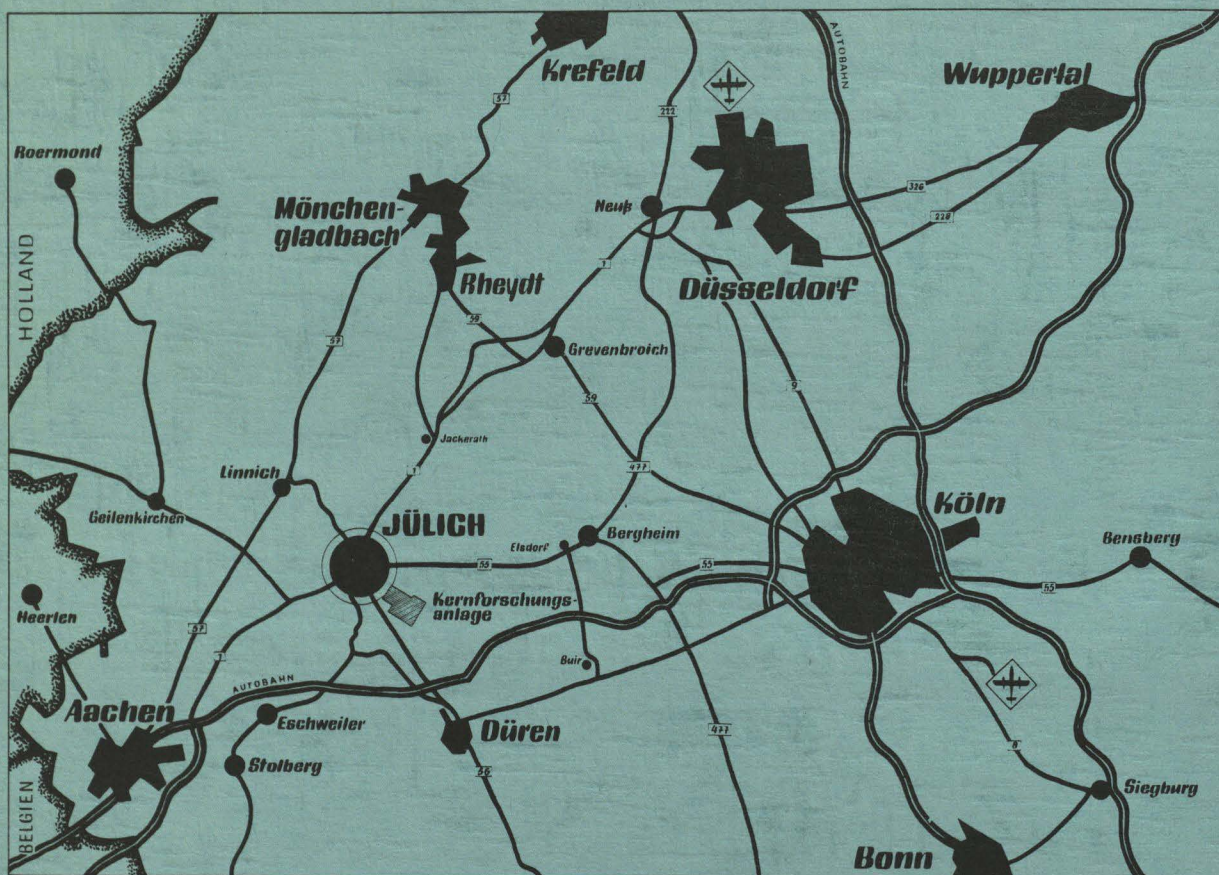 Krefeld
AUTOBAHN
Wuppertal
57
222
Roermond
326
Mönchen-
gladbach
Neuß
228
HOLLAND
1
Rheydt
Düsseldorf
59
57
Grevenbroich
9
59
Jackerath
1
477
Linnich
Köln
Geilenkirchen
JÜLICH
Elsdorf
Bergheim
Bensberg
55
55
55
Kernforschungs-
anlage
Heerlen
57
1
Buir
AUTOBAHN
Aachen
Eschweiler
Düren
477
8
Stolberg
56
Siegburg
BELGIEN
Bonn